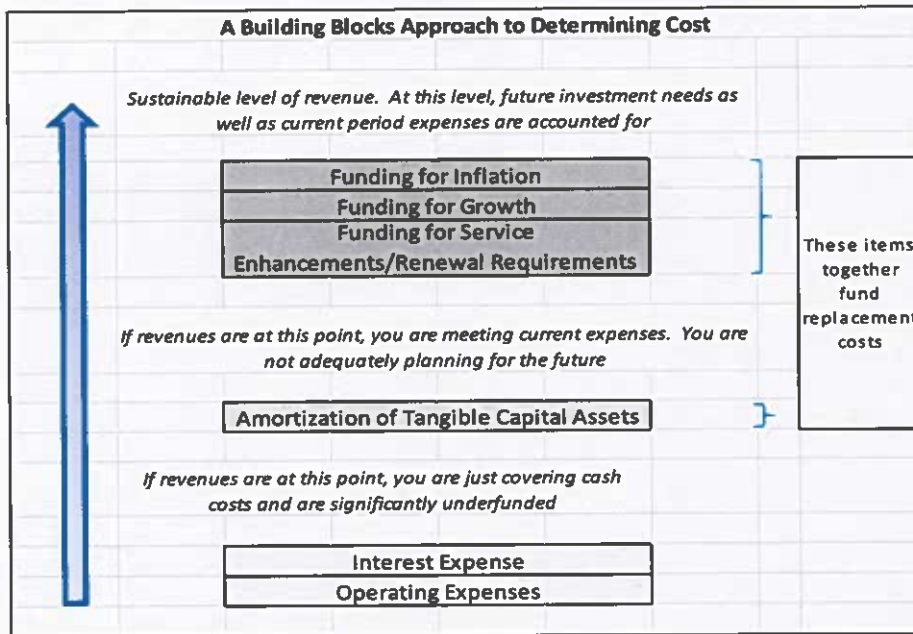 A Building Blocks Approach to Determining Cost
Sustainable level of revenue. At this level, future investment needs as
well as current period expenses are accounted for
Funding for Inflation
Funding for Growth
Funding for Service
Enhancements/Renewal Requirements
These items
together
fund
replacement
costs
If revenues are at this point, you are meeting current expenses. You are
not adequately planning for the future
Amortization of Tangible Capital Assets
If revenues are at this point, you are just covering cash
costs and are significantly underfunded
Interest Expense
Operating Expenses